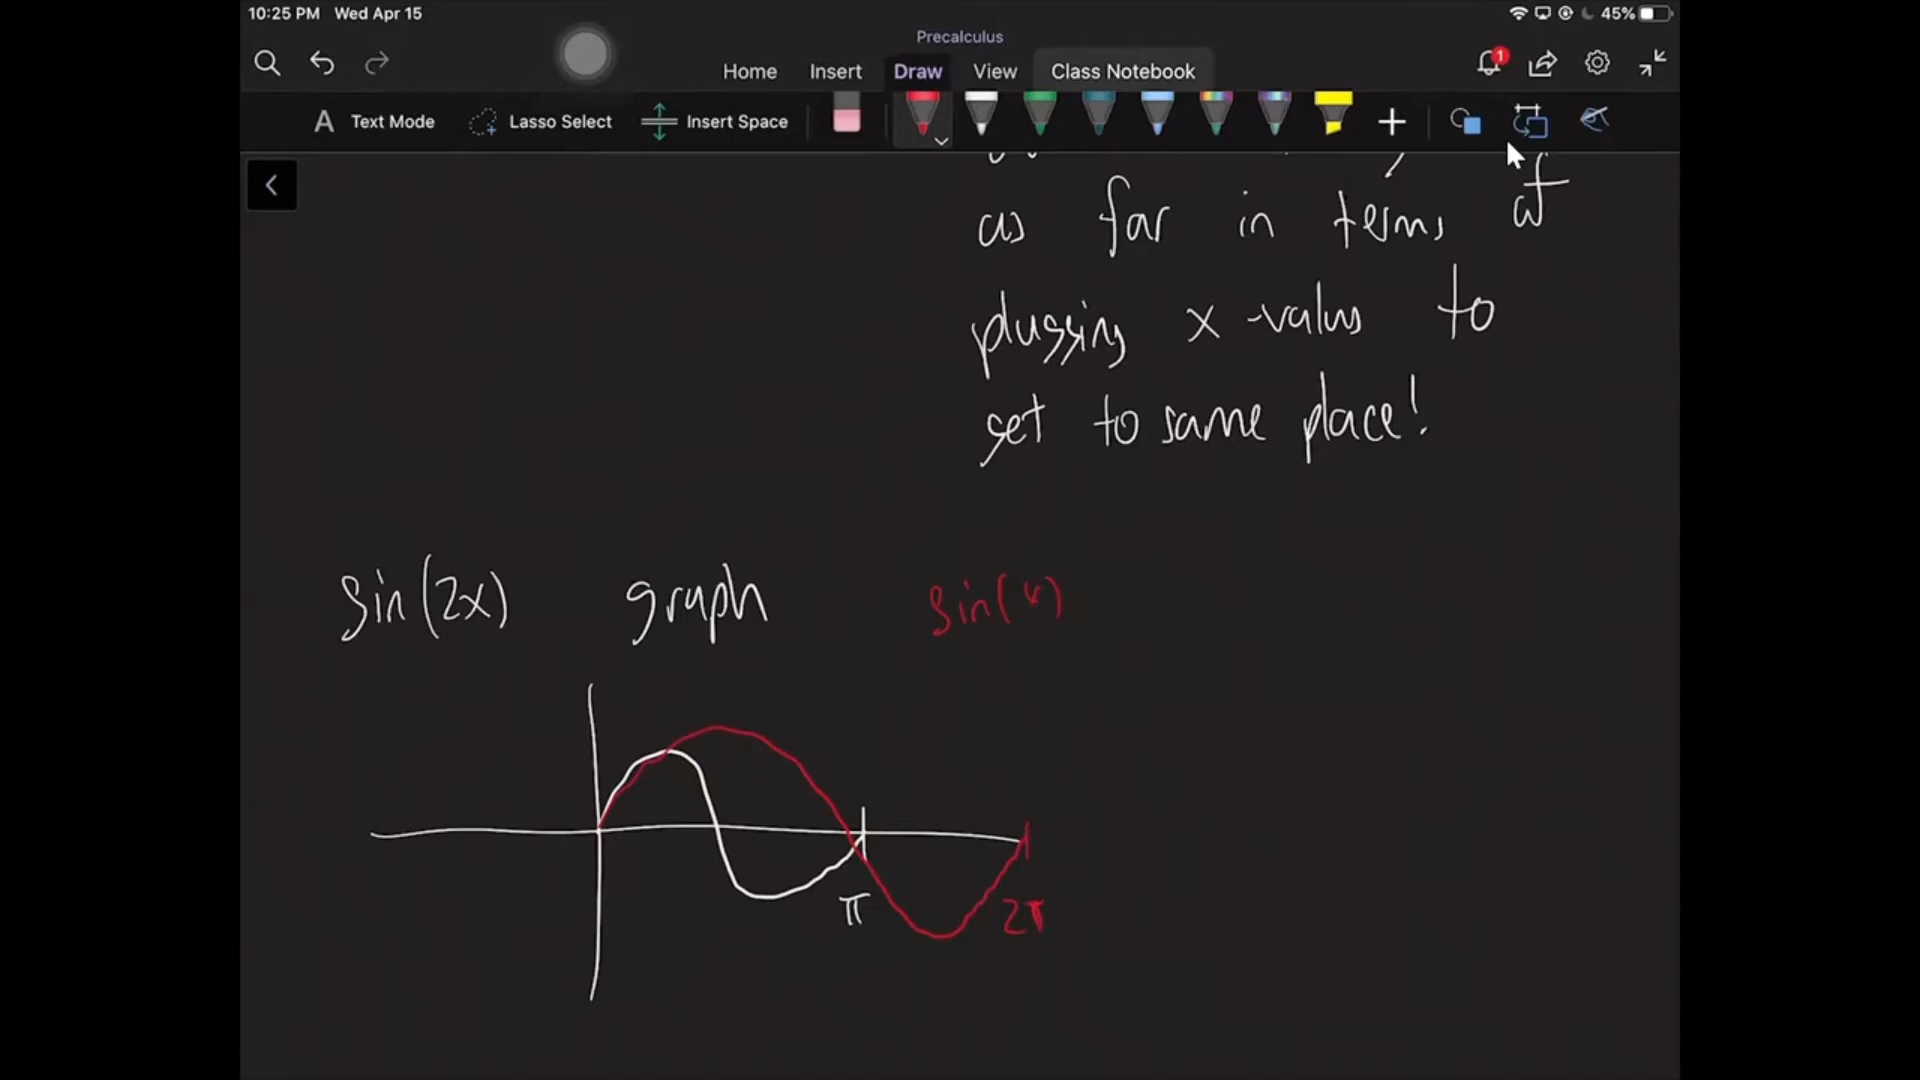 10:25 PM Wed Apr 15
45%
Precalculus
Home Insert Draw View Class Notebook
1
Text Mode Lasso Select Insert Space
as far in terms of
plugging x-values to
get to same place!
sin(2x) graph sin(x)
π
2π